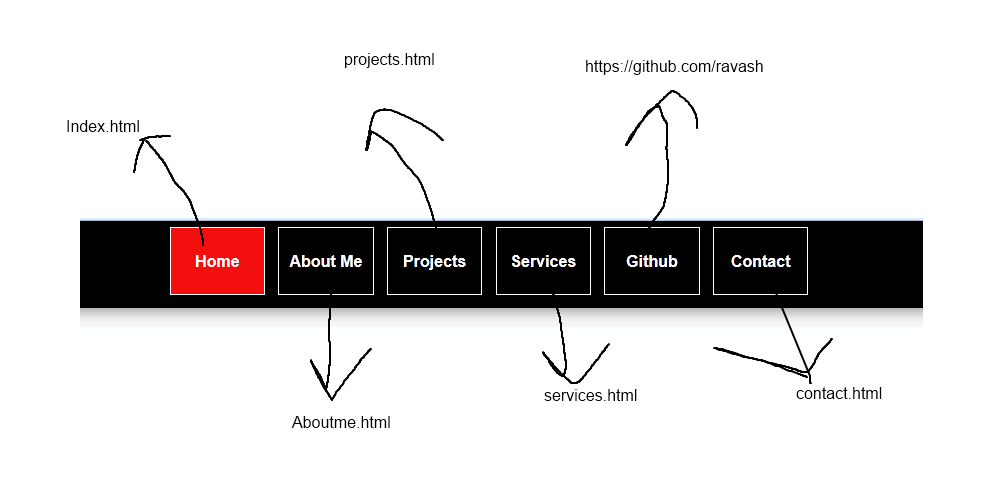 projects.html
https://github.com/ravash
Index.html
Home
About Me
Projects
Services
Github
Contact
Aboutme.html
services.html
contact.html